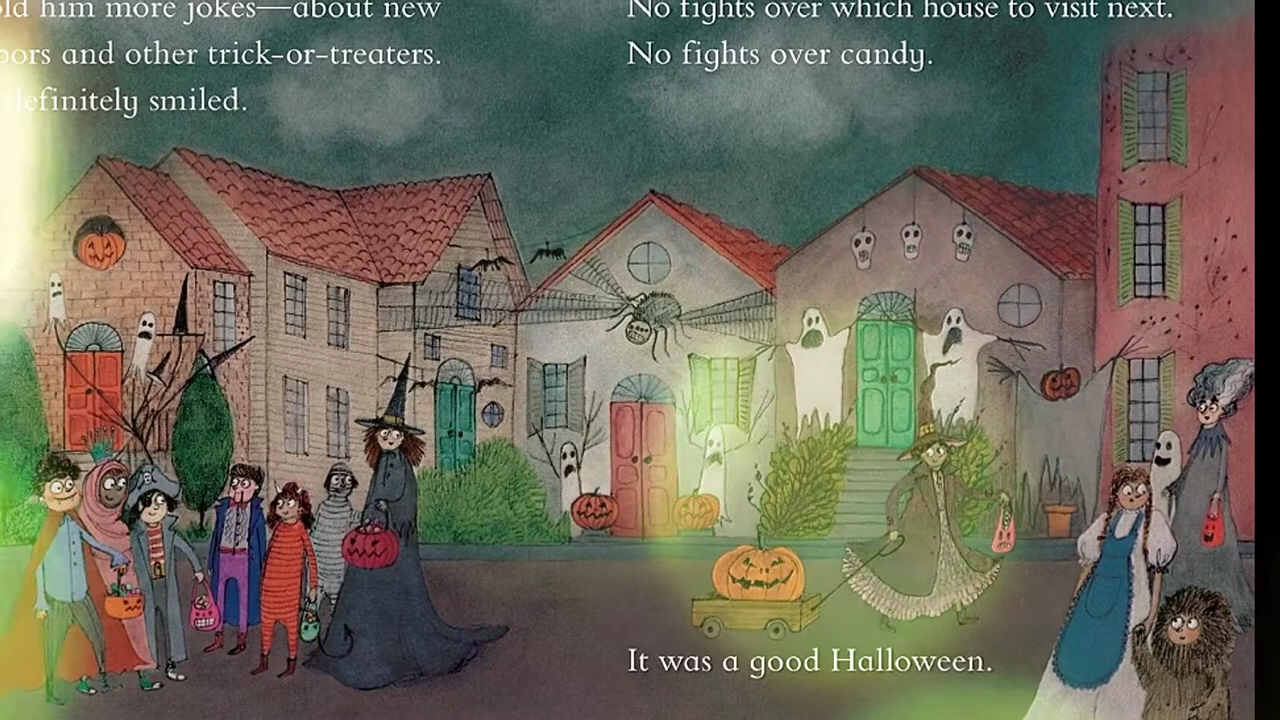 old him more jokes—about new
bors and other trick-or-treaters.
definitely smiled.
No fights over which house to visit next.
No fights over candy.
It was a good Halloween.